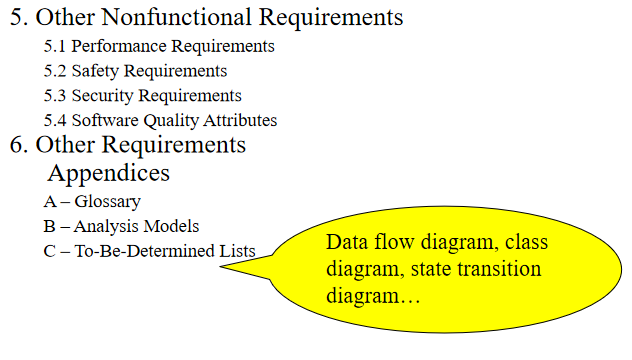 5. Other Nonfunctional Requirements
5.1 Performance Requirements
5.2 Safety Requirements
5.3 Security Requirements
5.4 Software Quality Attributes
6. Other Requirements
Appendices
A – Glossary
B – Analysis Models
C – To-Be-Determined Lists
Data flow diagram, class
diagram, state transition
diagram…